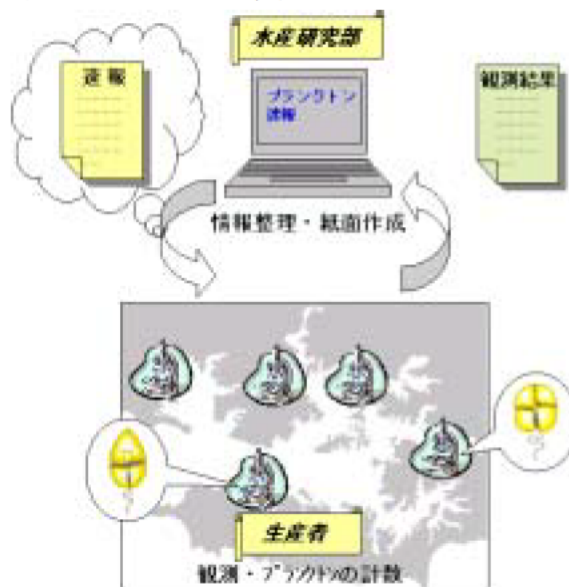 水産研究部
速報
プランクトン
速報
観測結果
情報整理・紙面作成
生産者
観測・プランクトンの計数